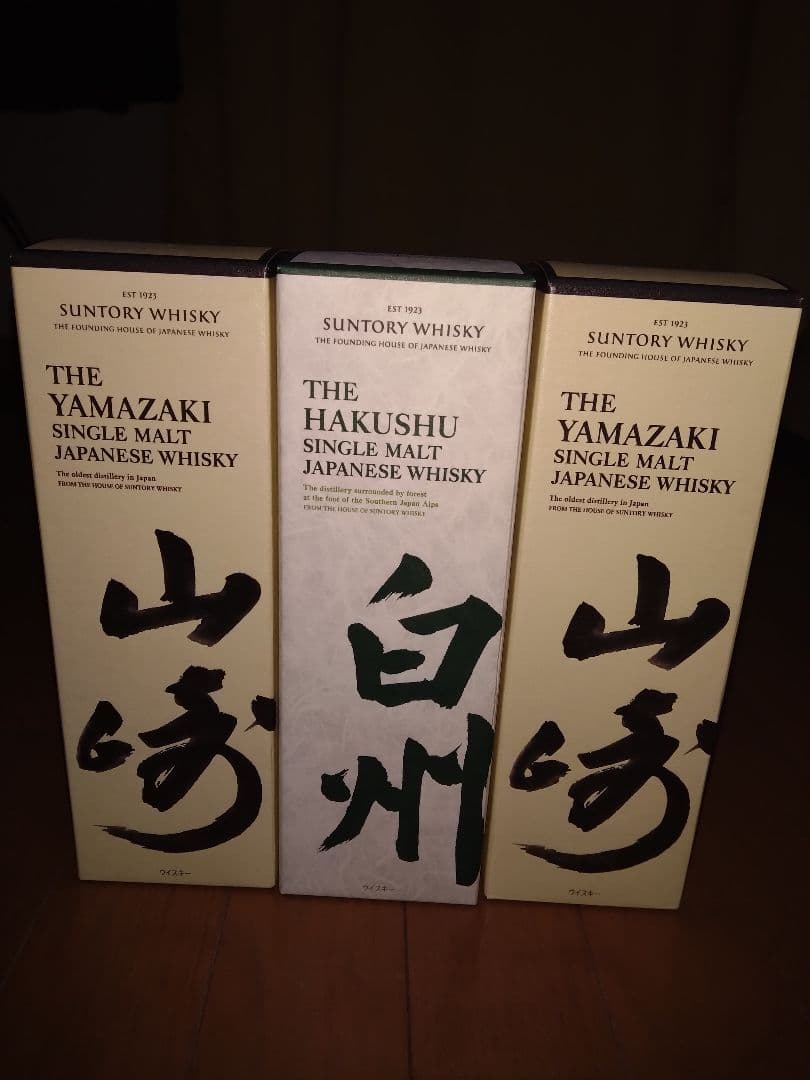 EST 1923
SUNTORY WHISKY
THE FOUNDING HOUSE OF JAPANESE WHISKY
THE
YAMAZAKI
SINGLE MALT
JAPANESE WHISKY
The oldest distillery in Japan
FROM THE HOUSE OF SUNTORY WHISKY
山
崎
ウイスキー
EST 1923
SUNTORY WHISKY
THE FOUNDING HOUSE OF JAPANESE WHISKY
THE
HAKUSHU
SINGLE MALT
JAPANESE WHISKY
The distillery surrounded by forest
at the foot of the Southern Japan Alps
FROM THE HOUSE OF SUNTORY WHISKY
白
州
ウイスキー
EST 1923
SUNTORY WHISKY
THE FOUNDING HOUSE OF JAPANESE WHISKY
THE
YAMAZAKI
SINGLE MALT
JAPANESE WHISKY
The oldest distillery in Japan
FROM THE HOUSE OF SUNTORY WHISKY
山
崎
ウイスキー